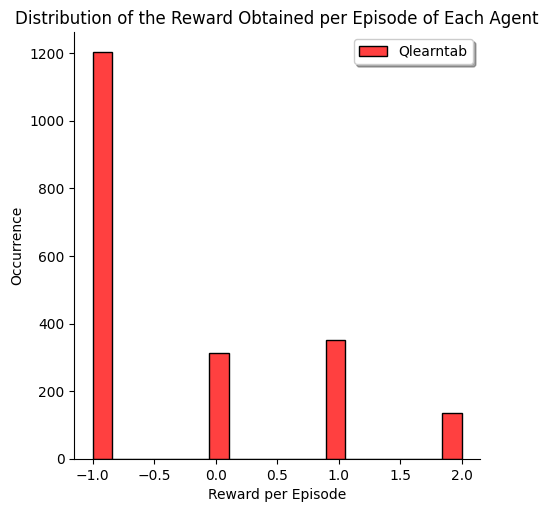 Distribution of the Reward Obtained per Episode of Each Agent
Qlearntab
1200
1000
800
600
400
200
0
Occurrence
−1.0 −0.5 0.0 0.5 1.0 1.5 2.0
Reward per Episode